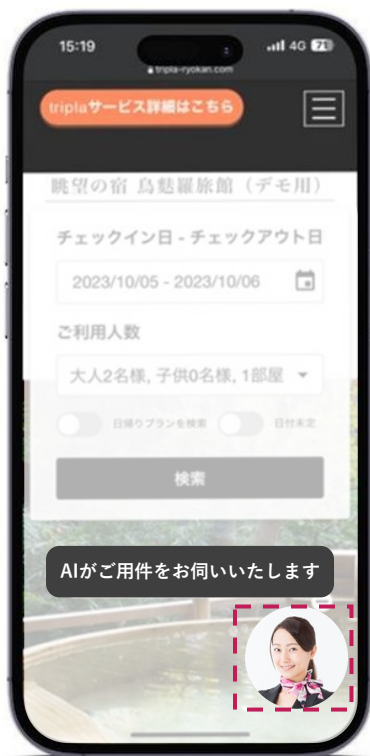 15:19
4G 71
tripla-ryokan.com
triplaサービス詳細はこちら
眺望の宿 鳥麩羅旅館（デモ用）
チェックイン日 - チェックアウト日
2023/10/05 - 2023/10/06
ご利用人数
大人2名様, 子供0名様, 1部屋
日帰りプランを検索 日付未定
検索
AIがご用件をお伺いいたします